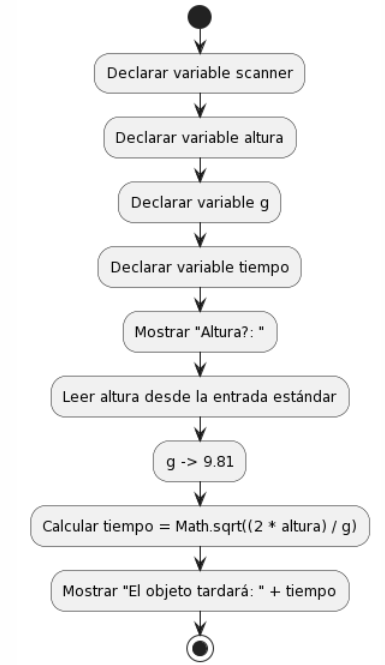 Declarar variable scanner
Declarar variable altura
Declarar variable g
Declarar variable tiempo
Mostrar "Altura?: "
Leer altura desde la entrada estándar
g -> 9.81
Calcular tiempo = Math.sqrt((2 * altura) / g)
Mostrar "El objeto tardará: " + tiempo